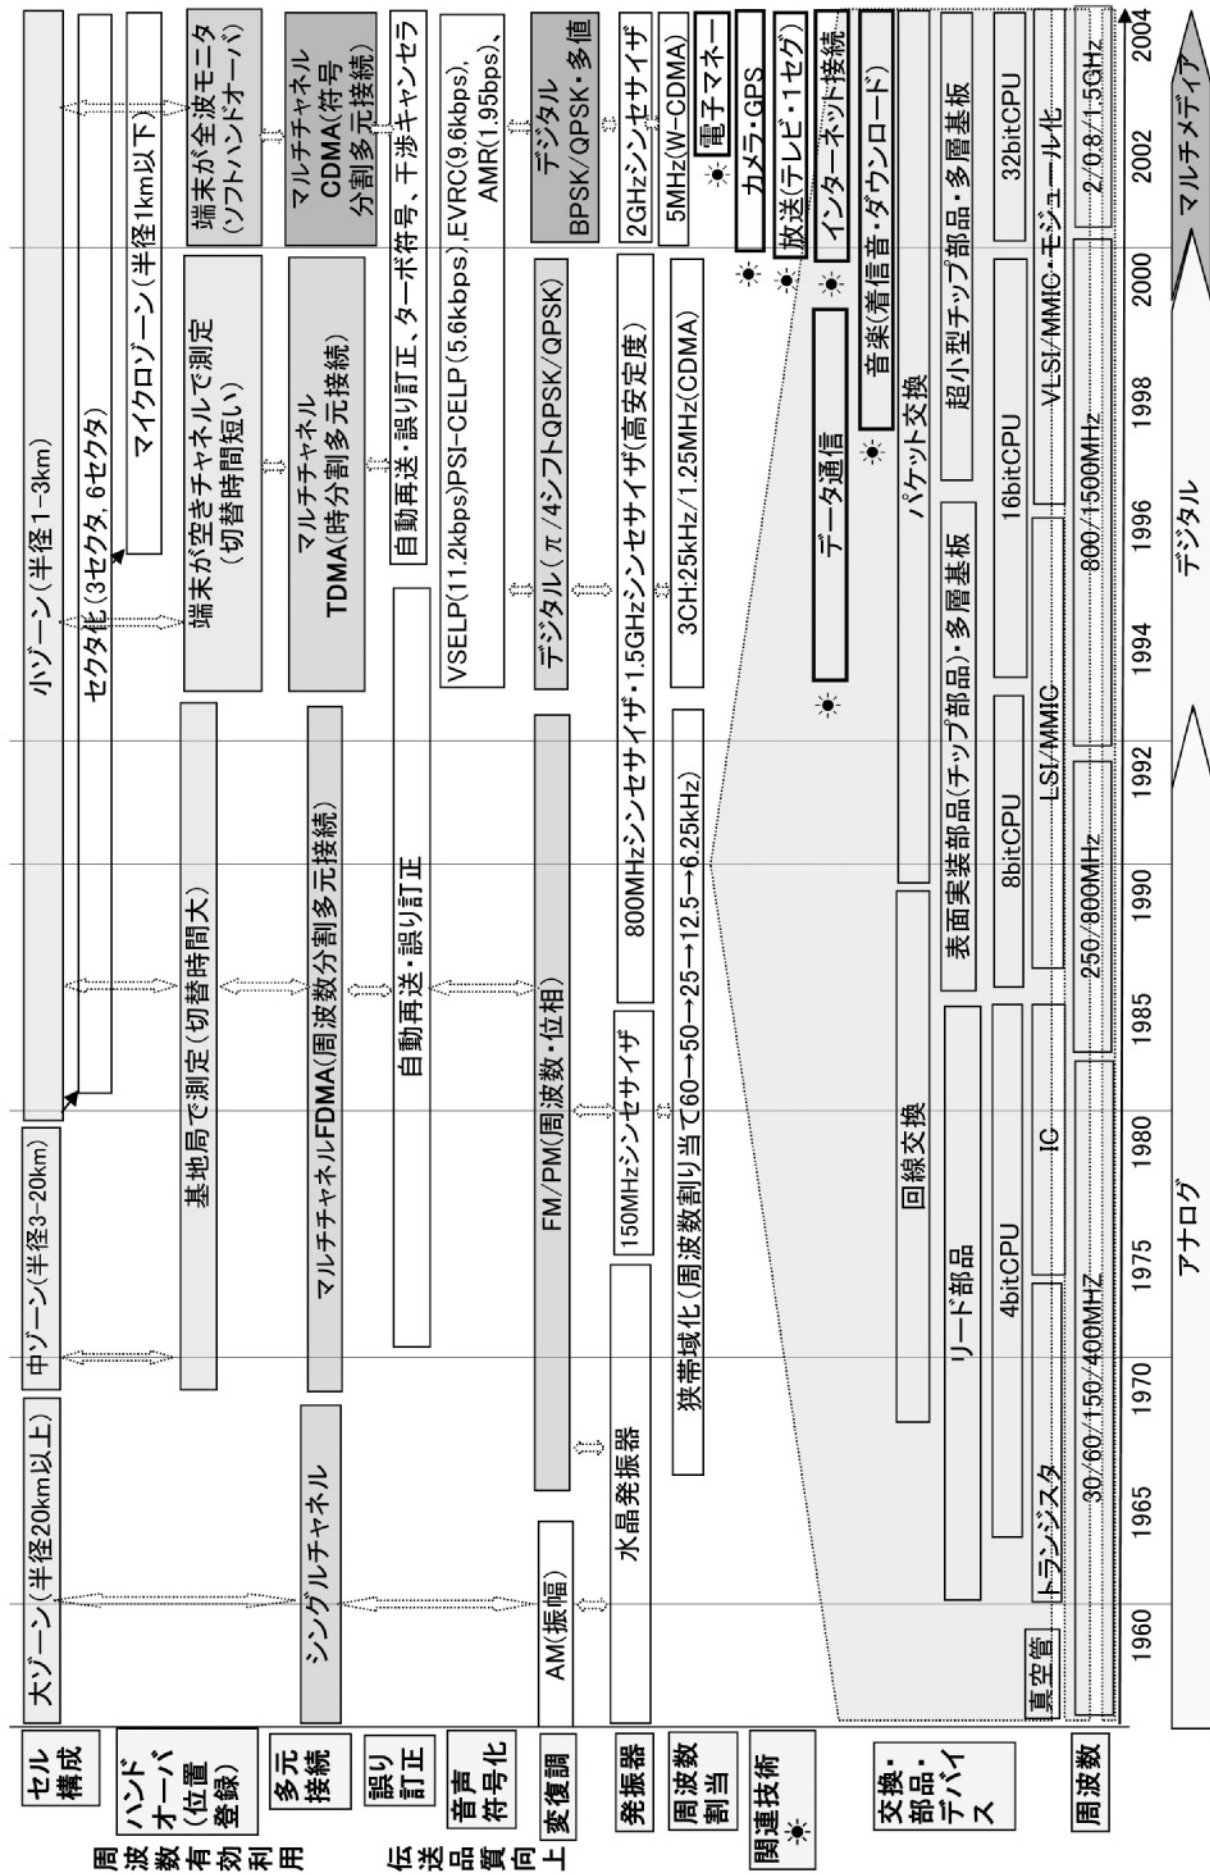 周波数有効利用
伝送品質向上
セル
構成
大ゾーン(半径20km以上)
中ゾーン(半径3-20km)
小ゾーン(半径1-3km)
セクタ化(3セクタ, 6セクタ)
マイクロゾーン(半径1km以下)
ハンド
オーバ
(位置
登録)
基地局で測定(切替時間大)
端末が空きチャネルで測定
(切替時間短い)
端末が全波モニタ
(ソフトハンドオーバ)
多元
接続
シングルチャネル
マルチチャネルFDMA(周波数分割多元接続)
マルチチャネル
TDMA(時分割多元接続)
マルチチャネル
CDMA(符号
分割多元接続)
誤り
訂正
自動再送・誤り訂正
自動再送・誤り訂正、ターボ符号、干渉キャンセラ
音声
符号化
VSELP(11.2kbps)PSI-CELP(5.6kbps),EVRC(9.6kbps),
AMR(1.95bps)、
変復調
AM(振幅)
FM/PM(周波数・位相)
デジタル(π/4シフトQPSK/QPSK)
デジタル
BPSK/QPSK・多値
発振器
水晶発振器
150MHzシンセサイザ
800MHzシンセサイザ・1.5GHzシンセサイザ(高安定度)
2GHzシンセサイザ
周波数
割当
狭帯域化(周波数割り当て60→50→25→12.5→6.25kHz)
3CH:25kHz/1.25MHz(CDMA)
5MHz(W-CDMA)
関連技術
電子マネー
カメラ・GPS
放送(テレビ・1セグ)
データ通信
インターネット接続
音楽(着信音・ダウンロード)
交換・
部品・
デバイ
ス
回線交換
パケット交換
リード部品
表面実装部品(チップ部品)・多層基板
超小型チップ部品・多層基板
4bitCPU
8bitCPU
16bitCPU
32bitCPU
真空管
トランジスタ
IC
LSI/MMIC
VLSI/MMIC・モジュール化
周波数
30/60/150/400MHZ
250/800MHz
800/1500MHz
2/0.8/1.5GHz
1960
1965
1970
1975
1980
1985
1990
1992
1994
1996
1998
2000
2002
2004
アナログ
デジタル
マルチメディア